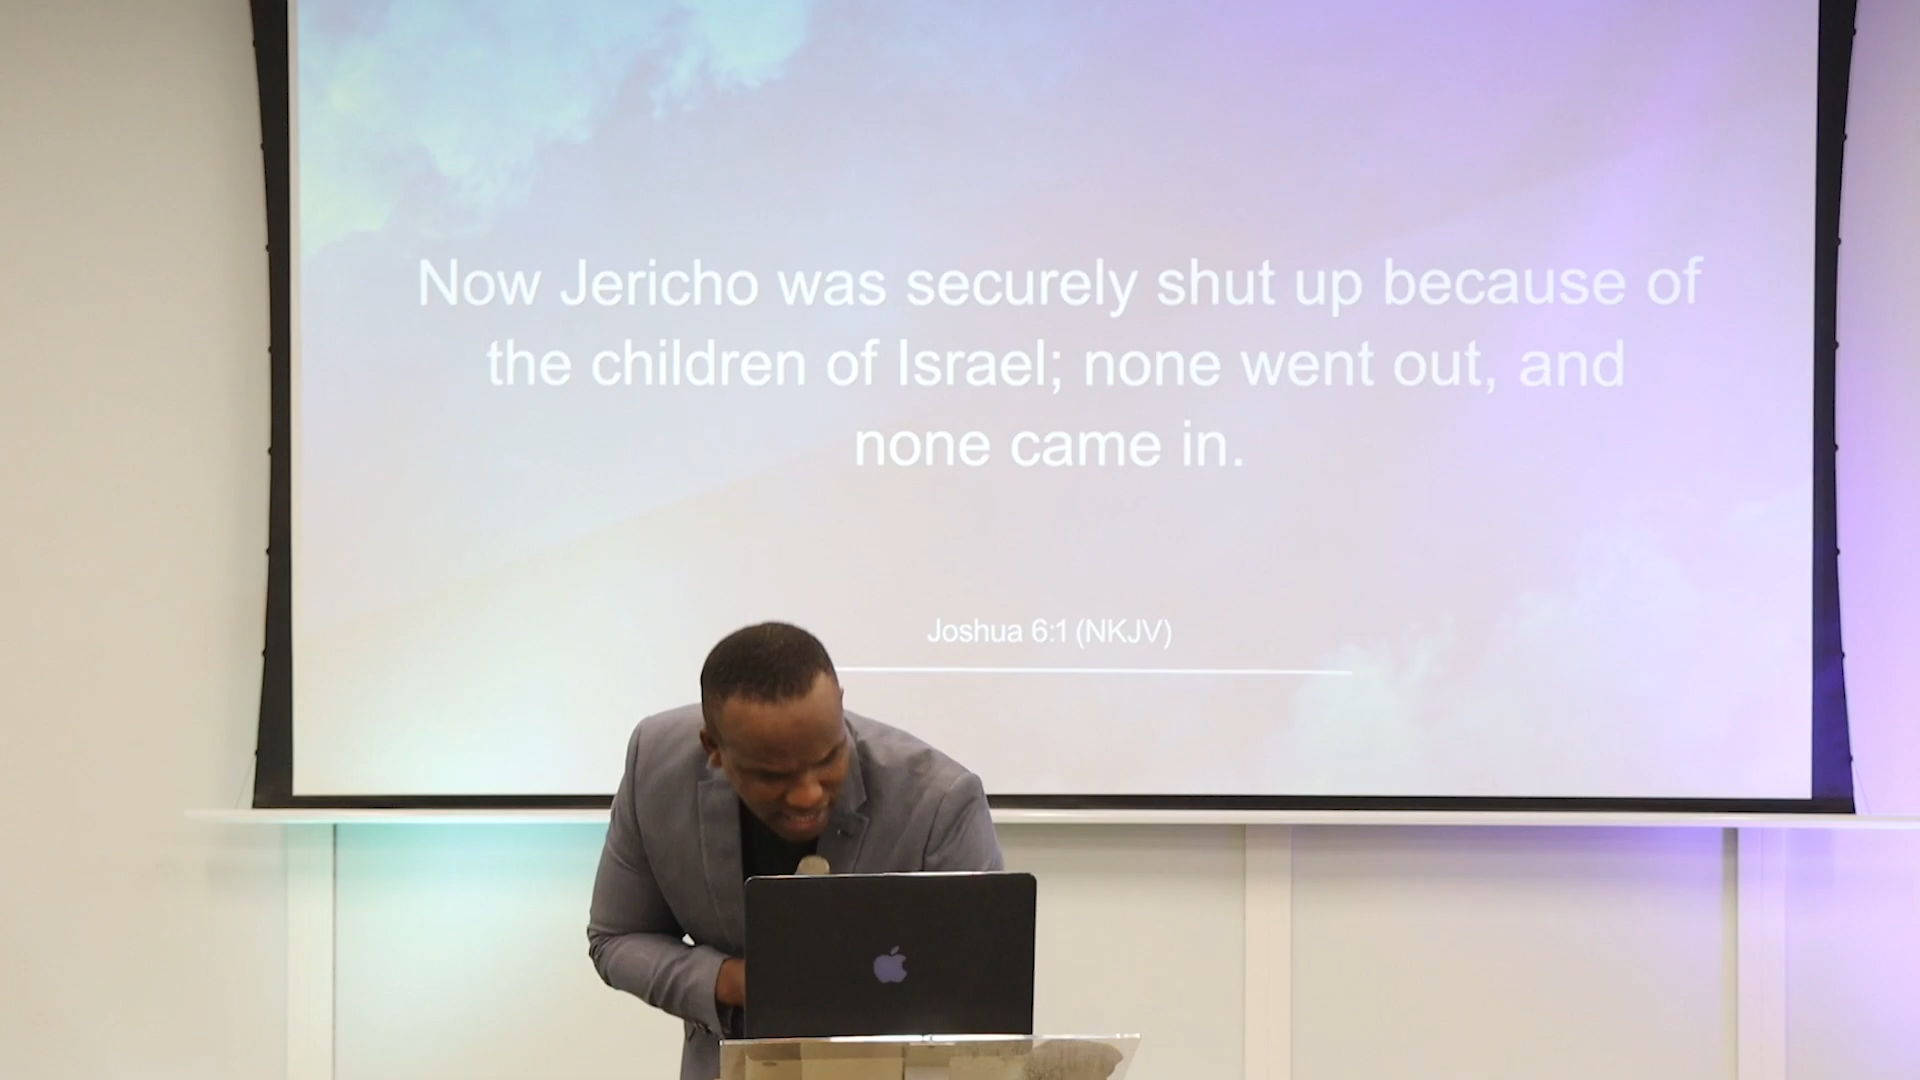 Now Jericho was securely shut up because of
the children of Israel; none went out, and
none came in.
Joshua 6:1 (NKJV)